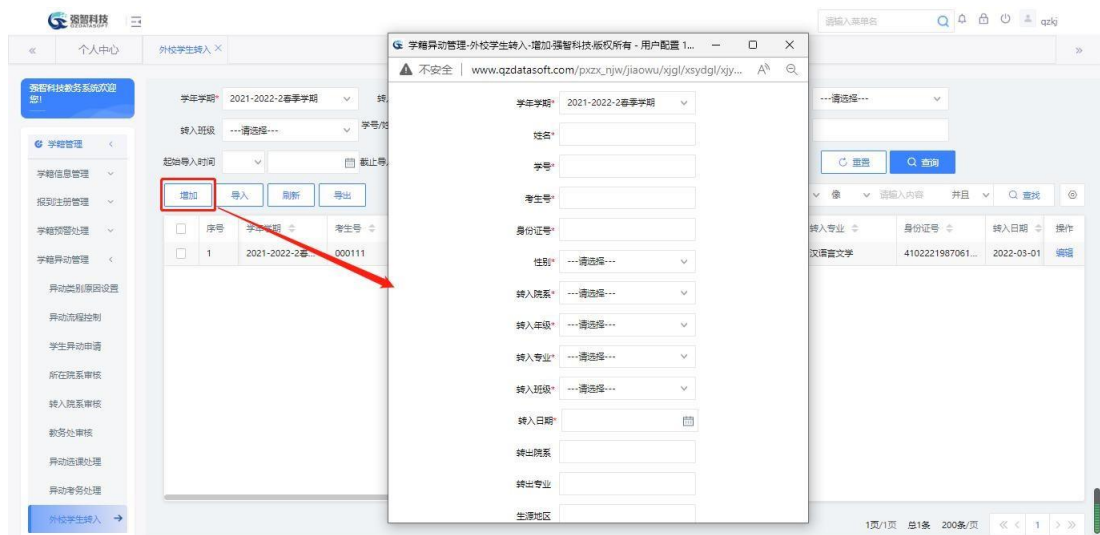 强智科技
QZDATASOFT
请输入菜单名
qzkj
个人中心
外校学生转入 ×
强智科技教务系统欢迎您!
学籍管理
学籍信息管理
报到注册管理
学籍预警处理
学籍异动管理
异动类别原因设置
异动流程控制
学生异动申请
所在院系审核
转入院系审核
教务处审核
异动选课处理
异动考务处理
外校学生转入
学年学期* 2021-2022-2春季学期
---请选择---
转入班级 ---请选择---
起始导入时间
重置 查询
增加 导入 刷新 导出
像 请输入内容 并且 查找
序号 学年学期 考生号 转入专业 身份证号 转入日期 操作
1 2021-2022-2春... 000111 汉语言文学 4102221987061... 2022-03-01 编辑
1页/1页 总1条 200条/页 1
学籍异动管理-外校学生转入-增加-强智科技-版权所有 - 用户配置 1...
不安全 | www.qzdatasoft.com/pxzx_njw/jiaowu/xjgl/xsydgl/xjy...
学年学期* 2021-2022-2春季学期
姓名*
学号*
考生号*
身份证号*
性别* ---请选择---
转入院系* ---请选择---
转入年级* ---请选择---
转入专业* ---请选择---
转入班级* ---请选择---
转入日期*
转出院系
转出专业
生源地区